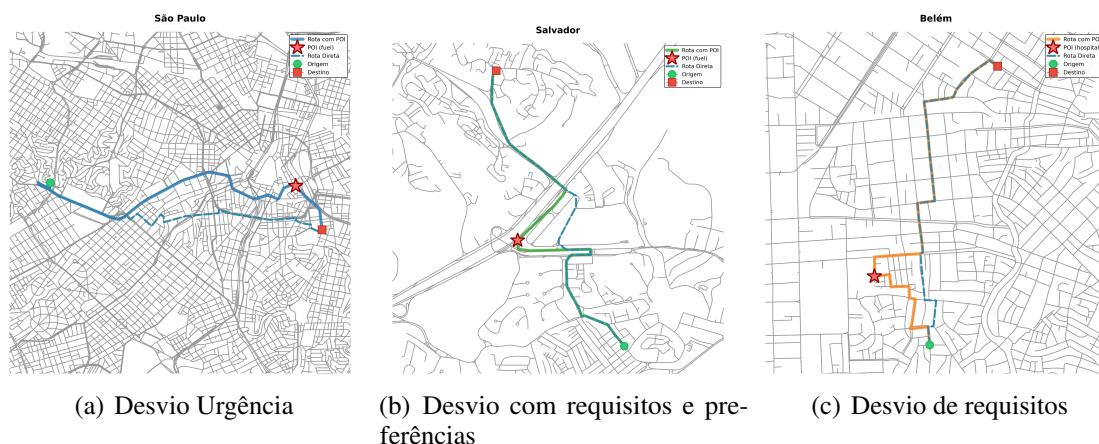 São Paulo
Rota com POI
POI (fuel)
Rota Direta
Origem
Destino
(a) Desvio Urgência
Salvador
Rota com POI
POI (fuel)
Rota Direta
Origem
Destino
(b) Desvio com requisitos e pre-
ferências
Belém
Rota com POI
POI (hospital)
Rota Direta
Origem
Destino
(c) Desvio de requisitos